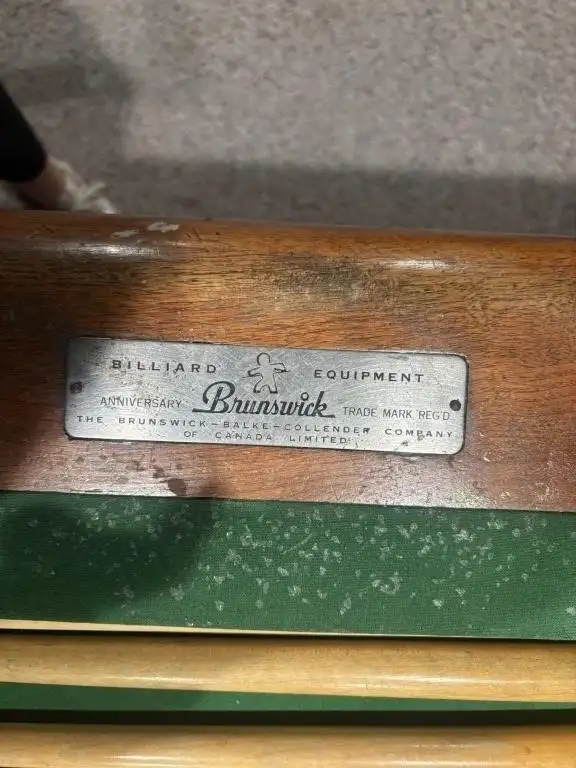 BILLIARD EQUIPMENT
ANNIVERSARY Brunswick TRADE MARK REG'D
THE BRUNSWICK-BALKE-COLLENDER COMPANY
OF CANADA LIMITED